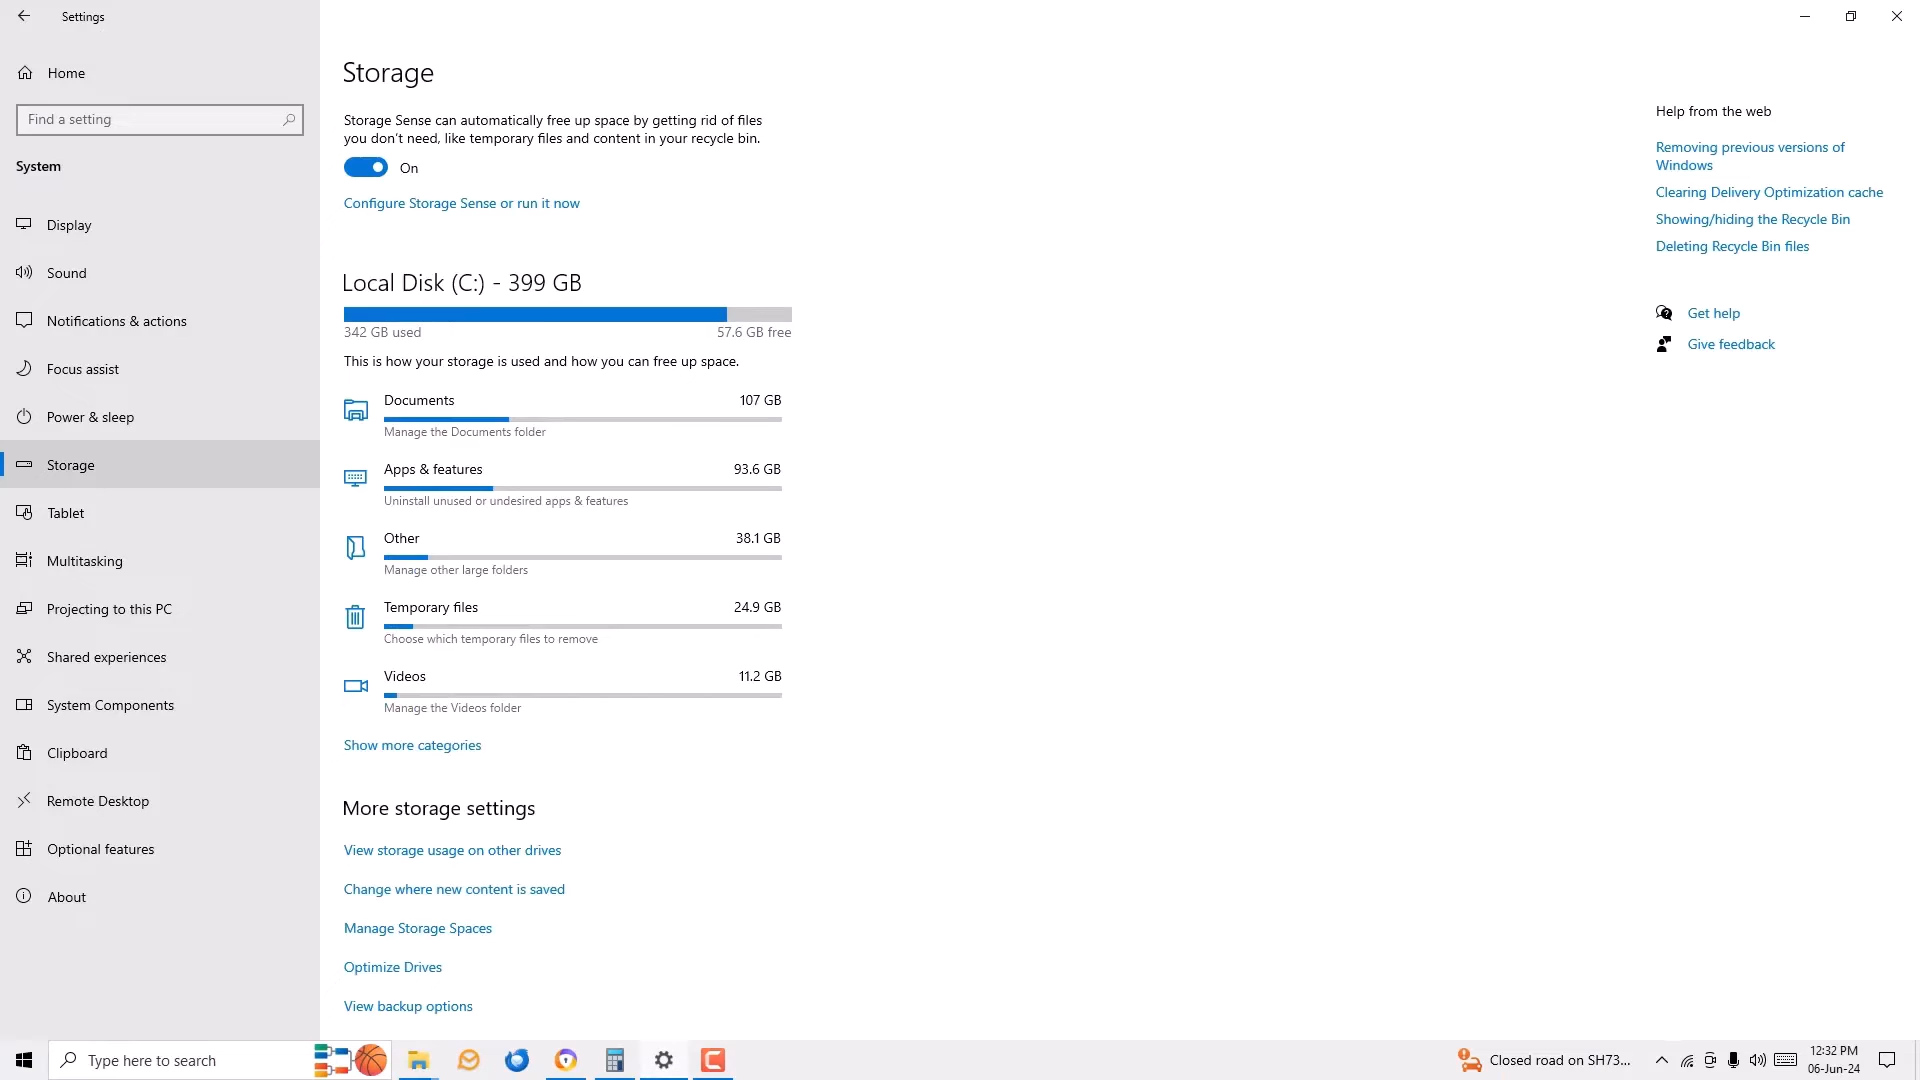 Settings
Home
Find a setting
System
Display
Sound
Notifications & actions
Focus assist
Power & sleep
Storage
Tablet
Multitasking
Projecting to this PC
Shared experiences
System Components
Clipboard
Remote Desktop
Optional features
About
Storage
Storage Sense can automatically free up space by getting rid of files
you don't need, like temporary files and content in your recycle bin.
On
Configure Storage Sense or run it now
Local Disk (C:) - 399 GB
342 GB used 57.6 GB free
This is how your storage is used and how you can free up space.
Documents 107 GB
Manage the Documents folder
Apps & features 93.6 GB
Uninstall unused or undesired apps & features
Other 38.1 GB
Manage other large folders
Temporary files 24.9 GB
Choose which temporary files to remove
Videos 11.2 GB
Manage the Videos folder
Show more categories
More storage settings
View storage usage on other drives
Change where new content is saved
Manage Storage Spaces
Optimize Drives
View backup options
Help from the web
Removing previous versions of
Windows
Clearing Delivery Optimization cache
Showing/hiding the Recycle Bin
Deleting Recycle Bin files
Get help
Give feedback
Type here to search
Closed road on SH73...
12:32 PM
06-Jun-24